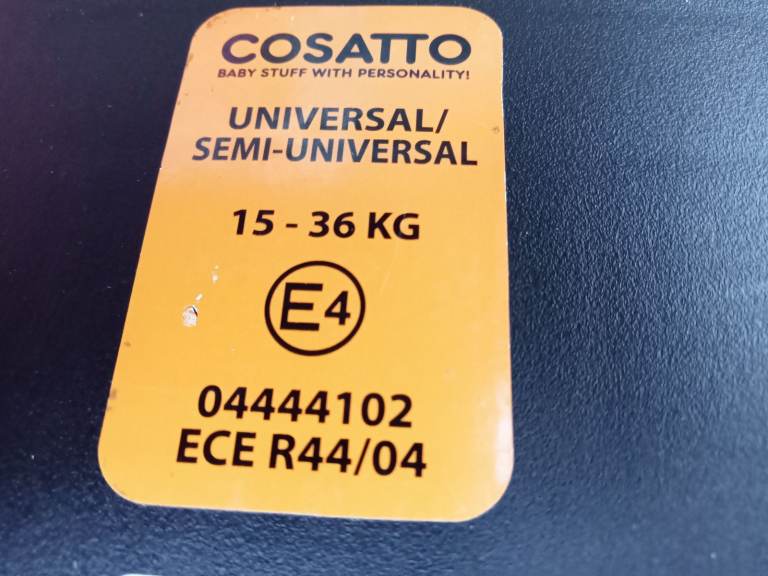 COSATTO
BABY STUFF WITH PERSONALITY!
UNIVERSAL/
SEMI-UNIVERSAL
15 - 36 KG
E4
04444102
ECE R44/04